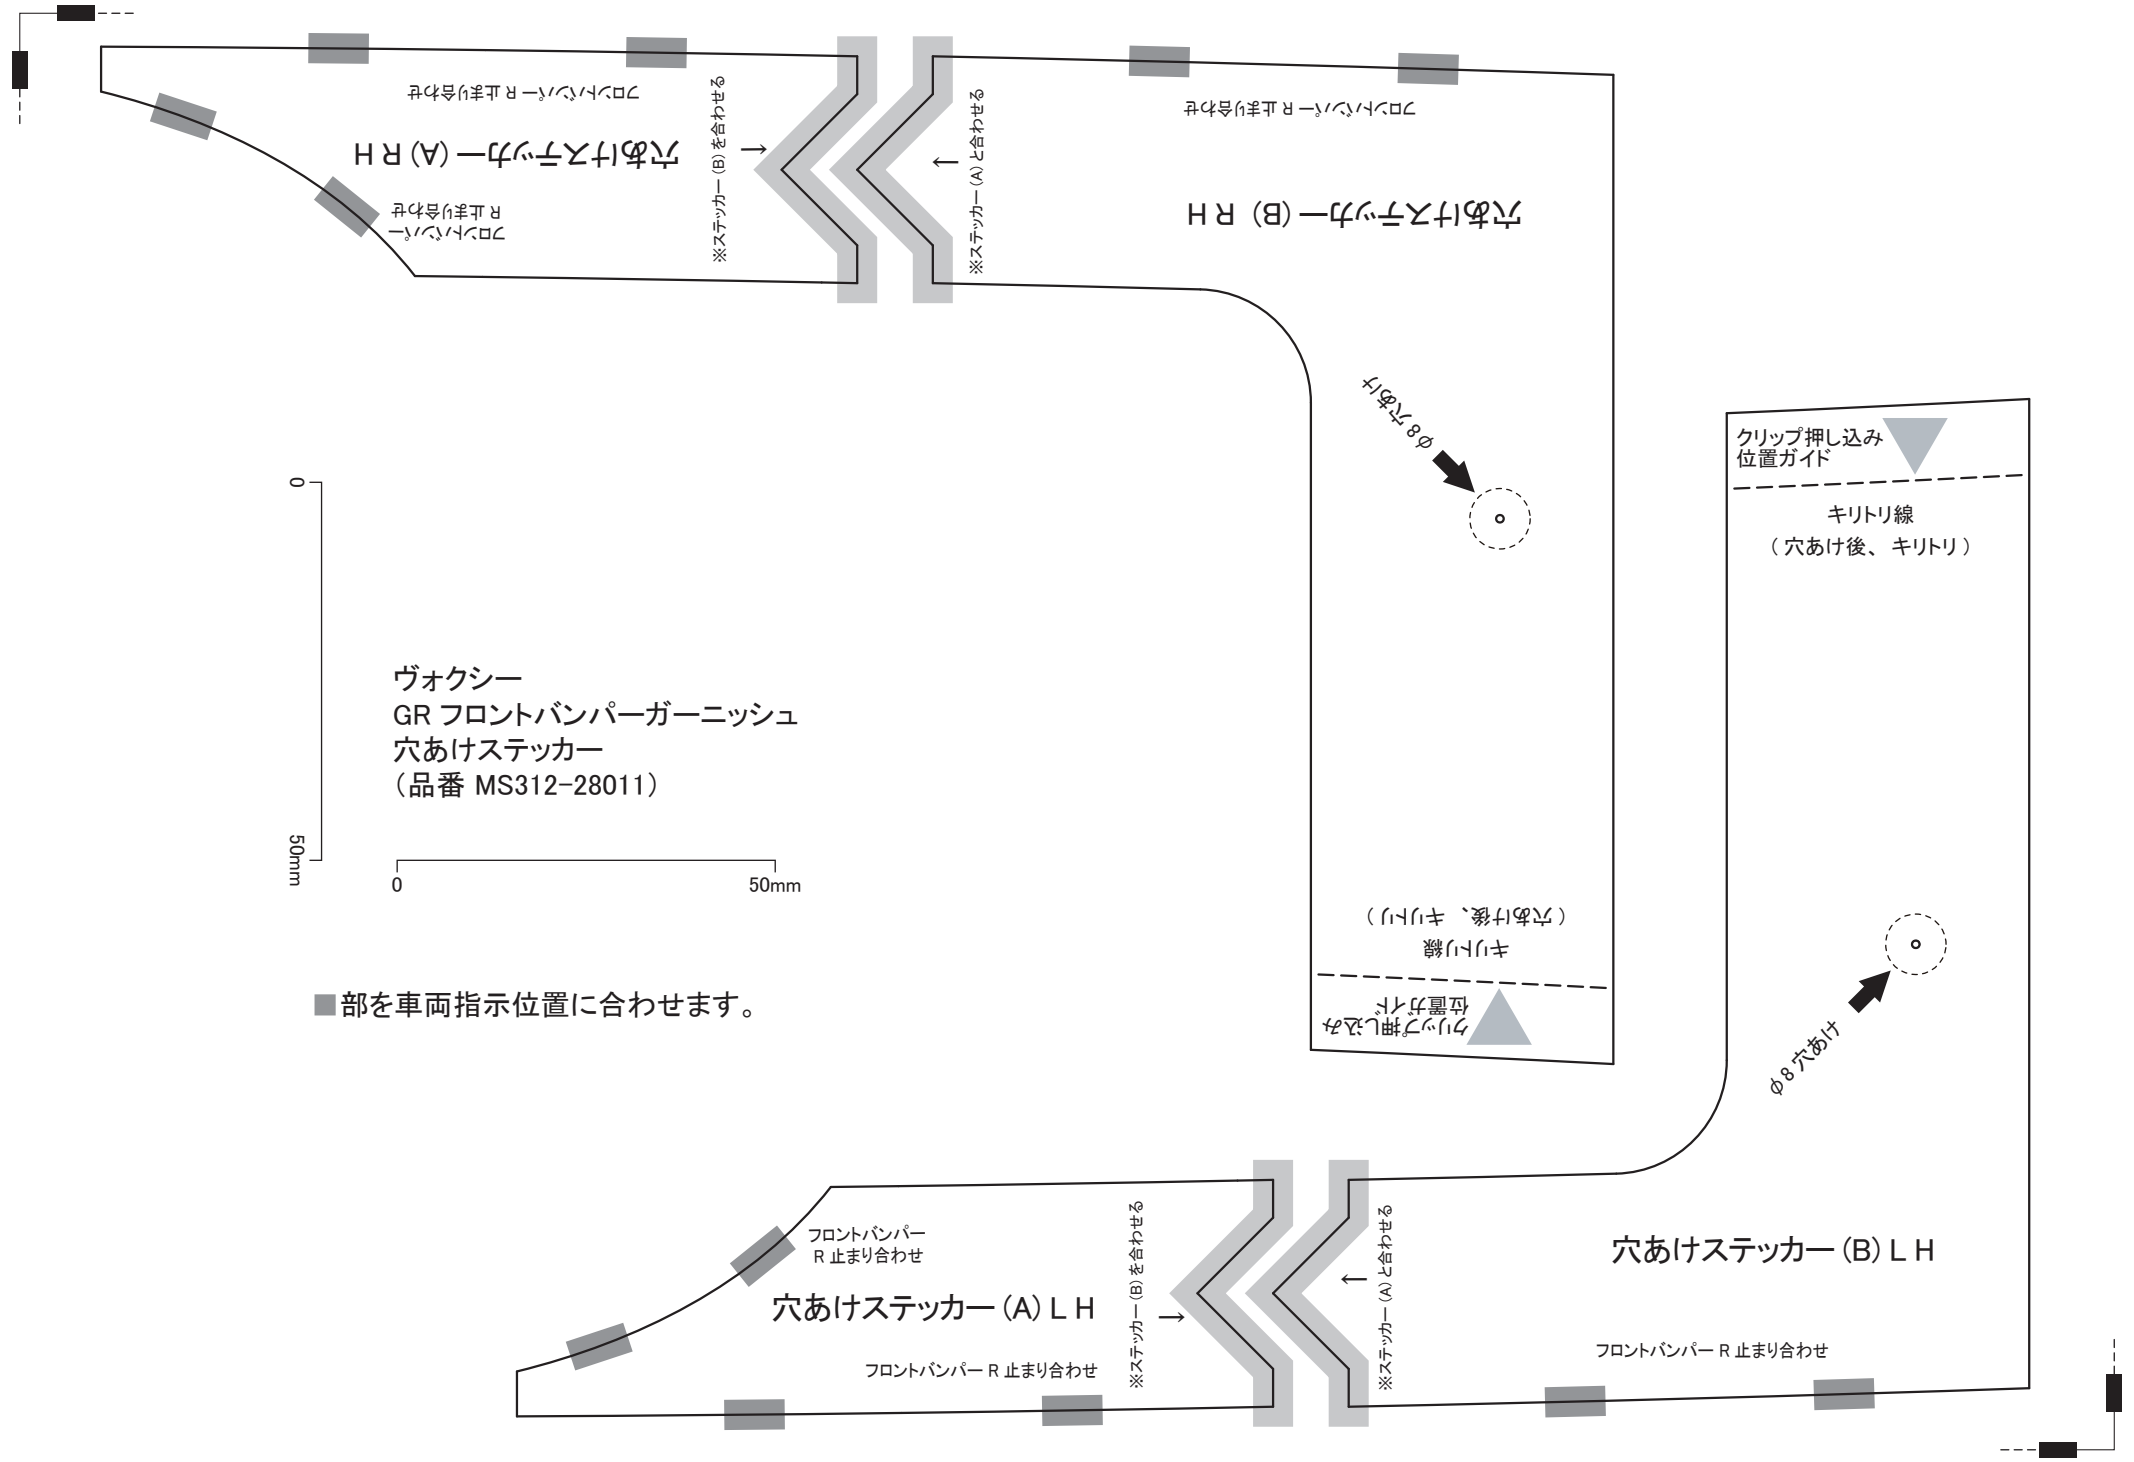 フロントバンパー R 止まり合わせ
穴あけステッカー (A) R H
フロントバンパー
R 止まり合わせ
※ステッカー (B) を合わせる
→
※ステッカー (A) と合わせる
←
フロントバンパー R 止まり合わせ
穴あけステッカー (B) R H
φ8 穴あけ
キリトリ線
( 穴あけ後、 キリトリ )
クリップ押し込み
位置ガイド
0
50mm
ヴォクシー
GR フロントバンパーガーニッシュ
穴あけステッカー
(品番 MS312-28011)
0
50mm
■部を車両指示位置に合わせます。
クリップ押し込み
位置ガイド
キリトリ線
( 穴あけ後、 キリトリ )
φ8 穴あけ
フロントバンパー
R 止まり合わせ
穴あけステッカー (A) L H
フロントバンパー R 止まり合わせ
※ステッカー (B) を合わせる
→
※ステッカー (A) と合わせる
←
穴あけステッカー (B) L H
フロントバンパー R 止まり合わせ